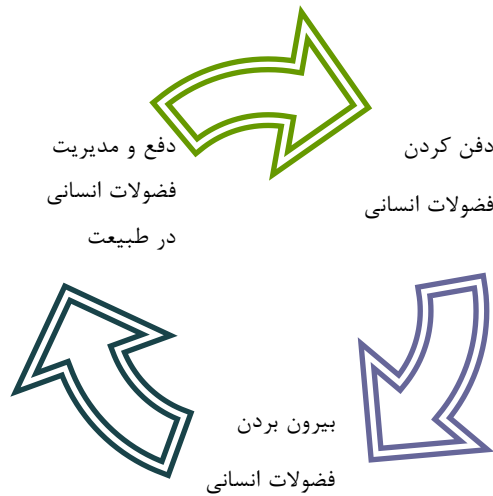 دفن کردن
فضولات انسانی
بیرون بردن
فضولات انسانی
دفع و مدیریت
فضولات انسانی
در طبیعت